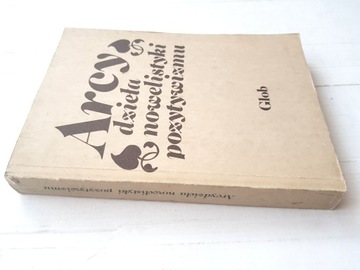 Arcy
dzieła
nowelistyki
pozytywizmu
Glob
Arcydzieła nowelistyki pozytywizmu